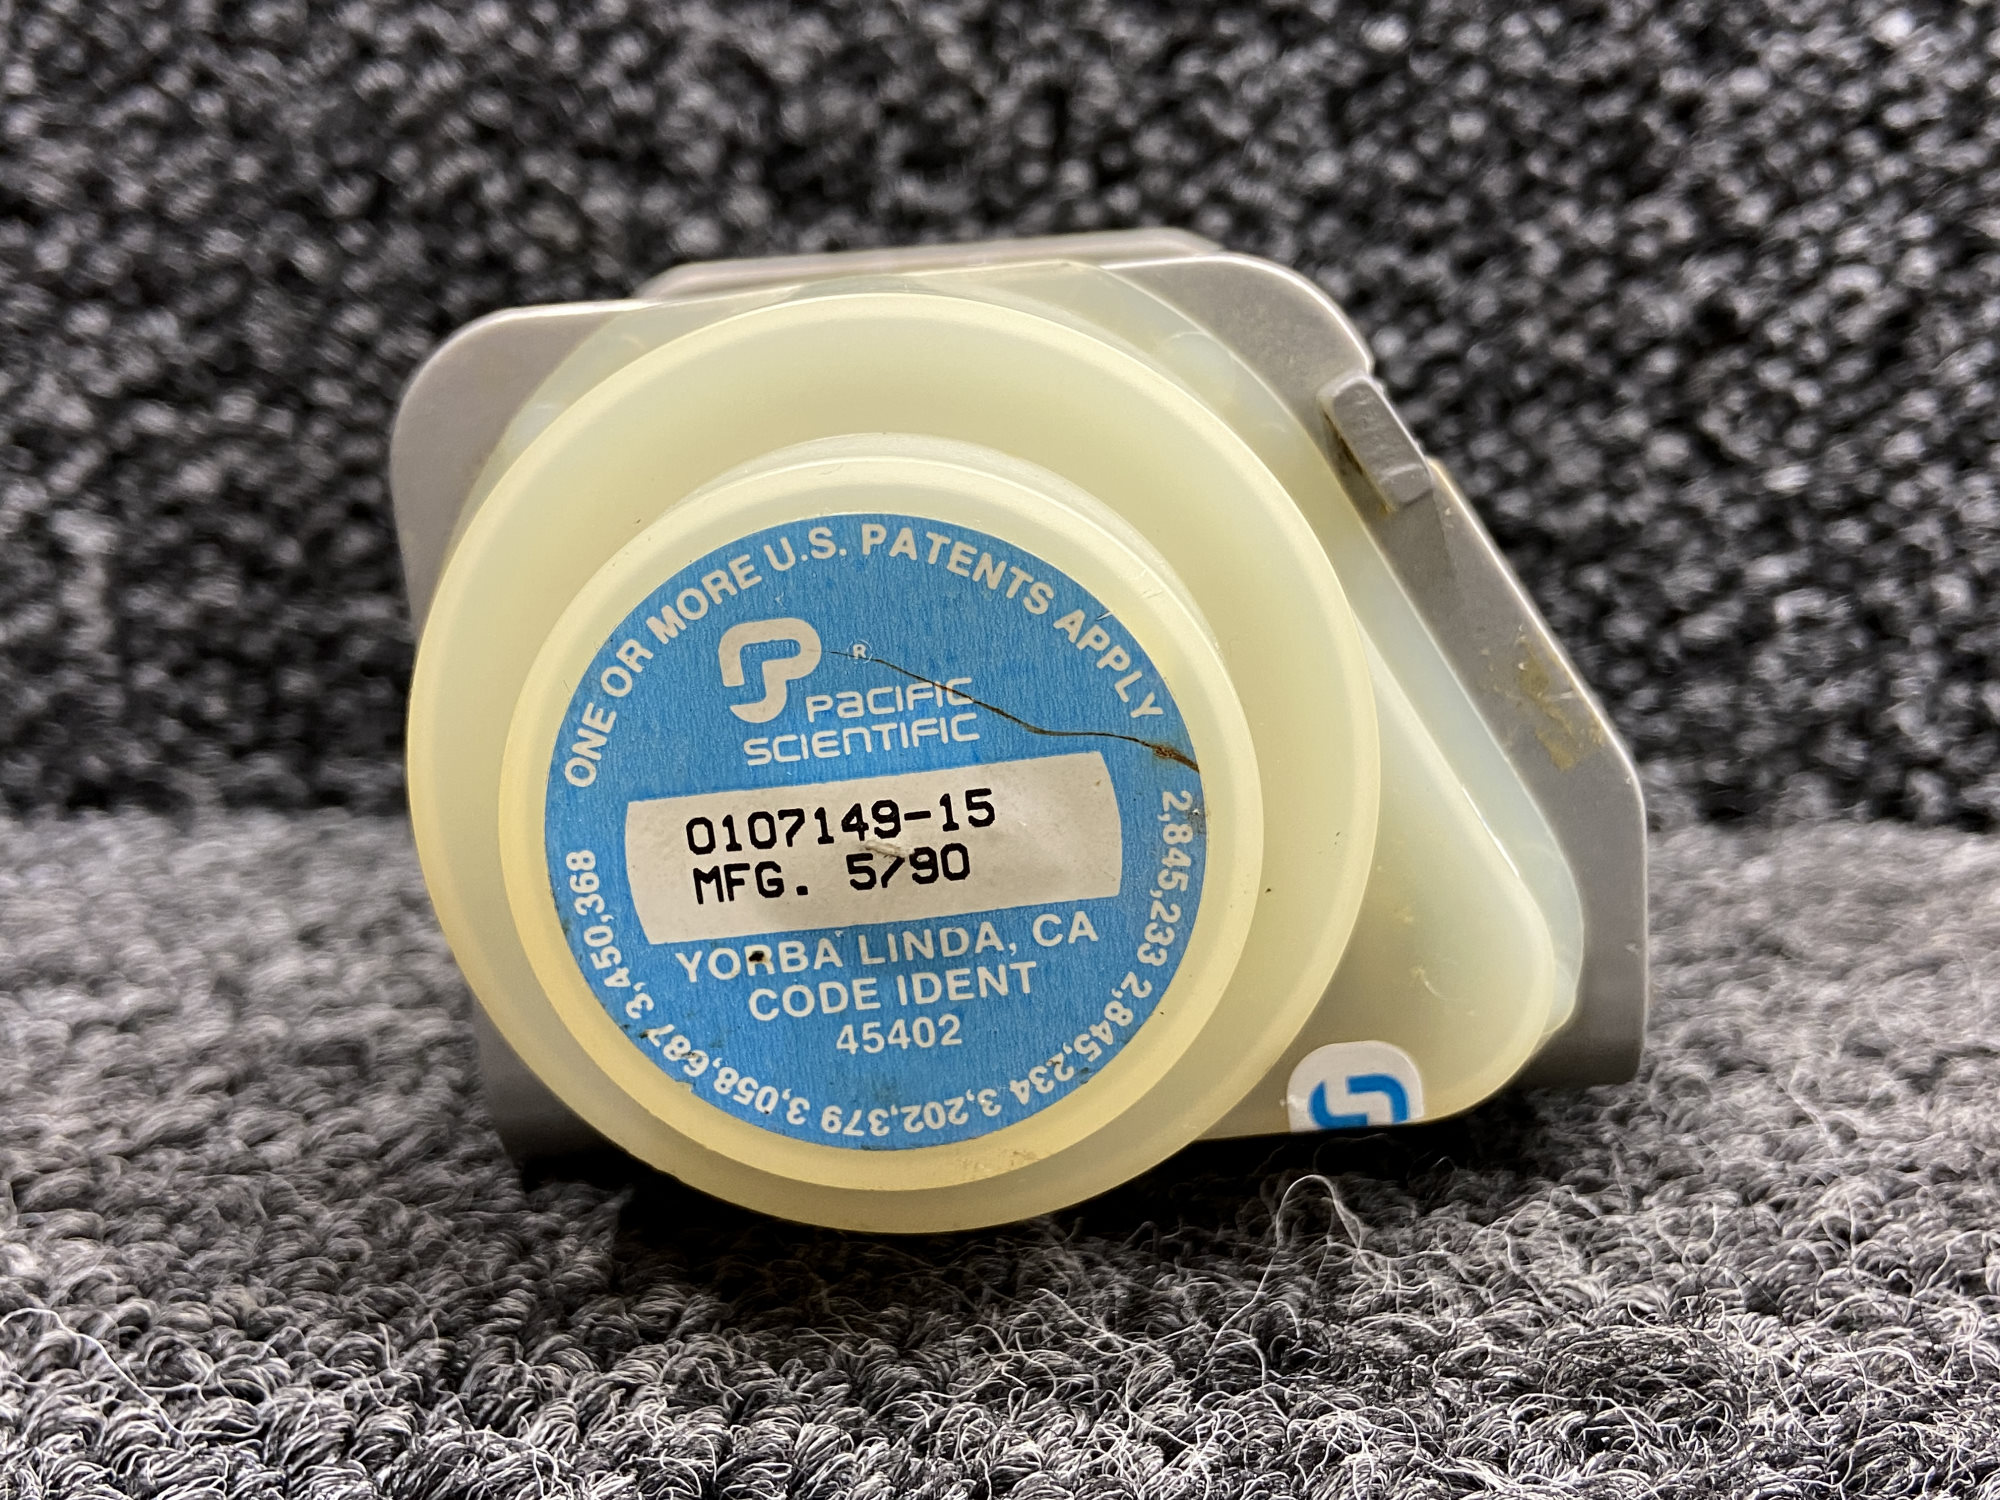 ONE OR MORE U.S. PATENTS APPLY
®
PACIFIC
SCIENTIFIC
0107149-15
MFG. 5/90
YORBA LINDA, CA
CODE IDENT
45402
2,845,233 2,845,234 3,202,379 3,058,687 3,450,368